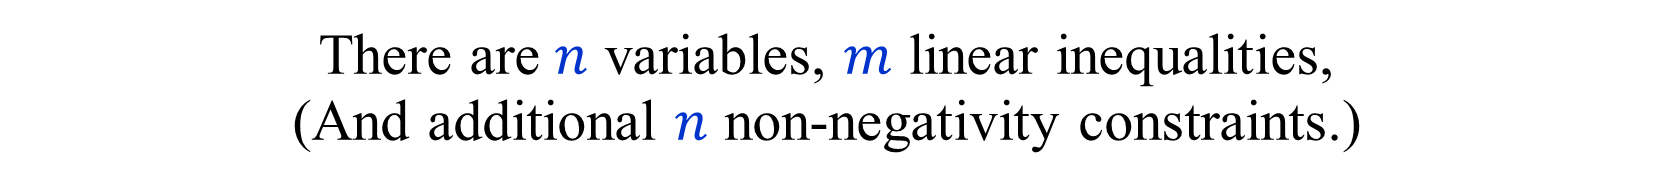 There are n variables, m linear inequalities,
(And additional n non-negativity constraints.)